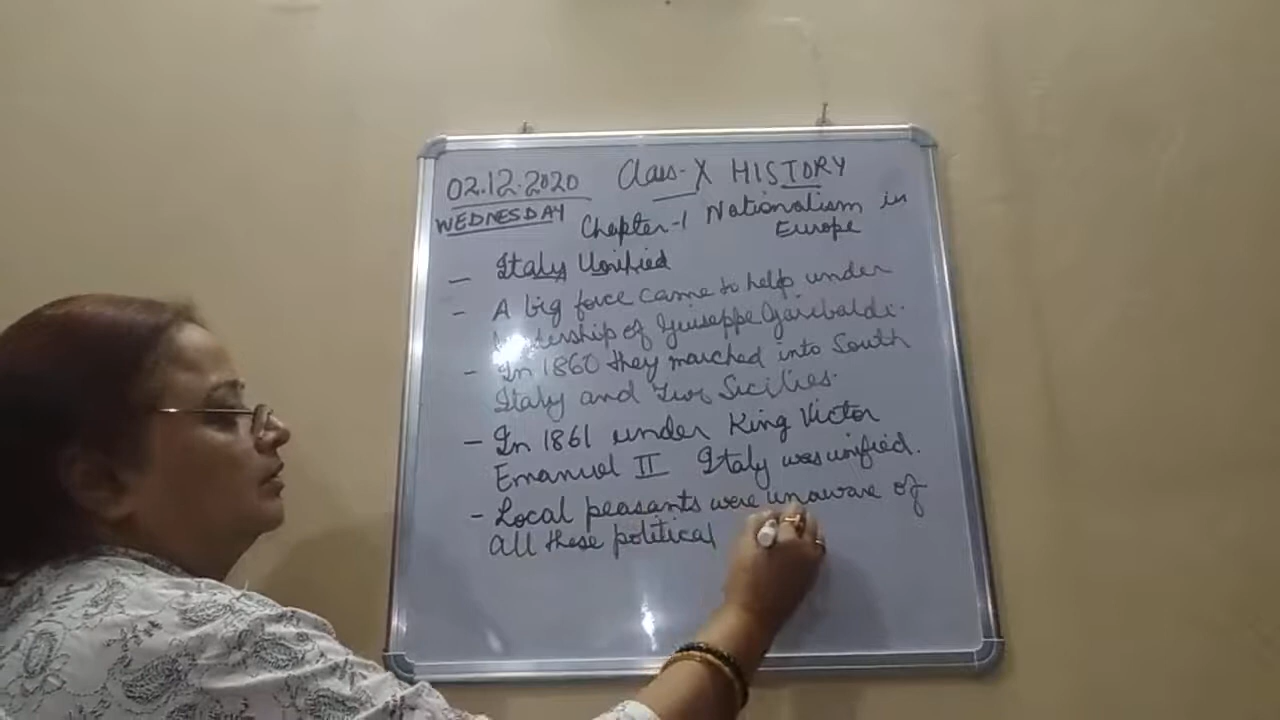 02.12.2020 Class-X HISTORY
WEDNESDAY Chapter-1 Nationalism in
Europe
- Italy Unified
- A big force came to help under
leadership of Giuseppe Garibaldi.
- In 1860 they marched into South
Italy and Two Sicilies.
- In 1861 under King Victor
Emanuel II Italy was unified.
- Local peasants were unaware of
all these political